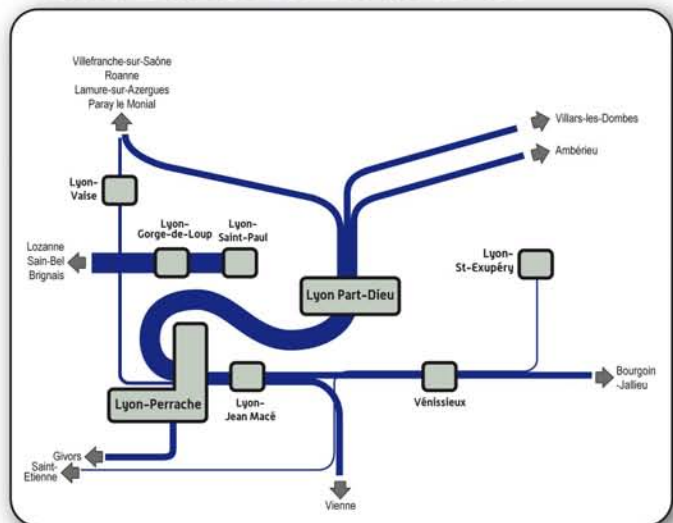 Villefranche-sur-Saône
Roanne
Lamure-sur-Azergues
Paray le Monial
Villars-les-Dombes
Ambérieu
Lyon-
Vaise
Lyon-
Gorge-de-Loup
Lyon-
Saint-Paul
Lozanne
Sain-Bel
Brignais
Lyon-
St-Exupéry
Lyon Part-Dieu
Lyon-Perrache
Lyon-
Jean Macé
Vénissieux
Bourgoin
-Jallieu
Givors
Saint-
Etienne
Vienne